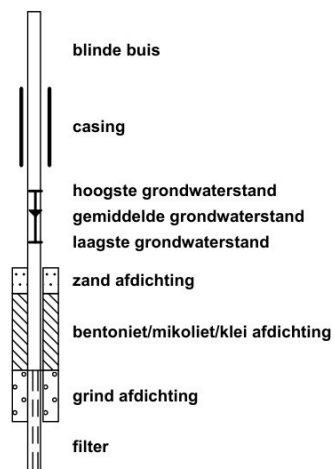 blinde buis
casing
hoogste grondwaterstand
gemiddelde grondwaterstand
laagste grondwaterstand
zand afdichting
bentoniet/mikoliet/klei afdichting
grind afdichting
filter